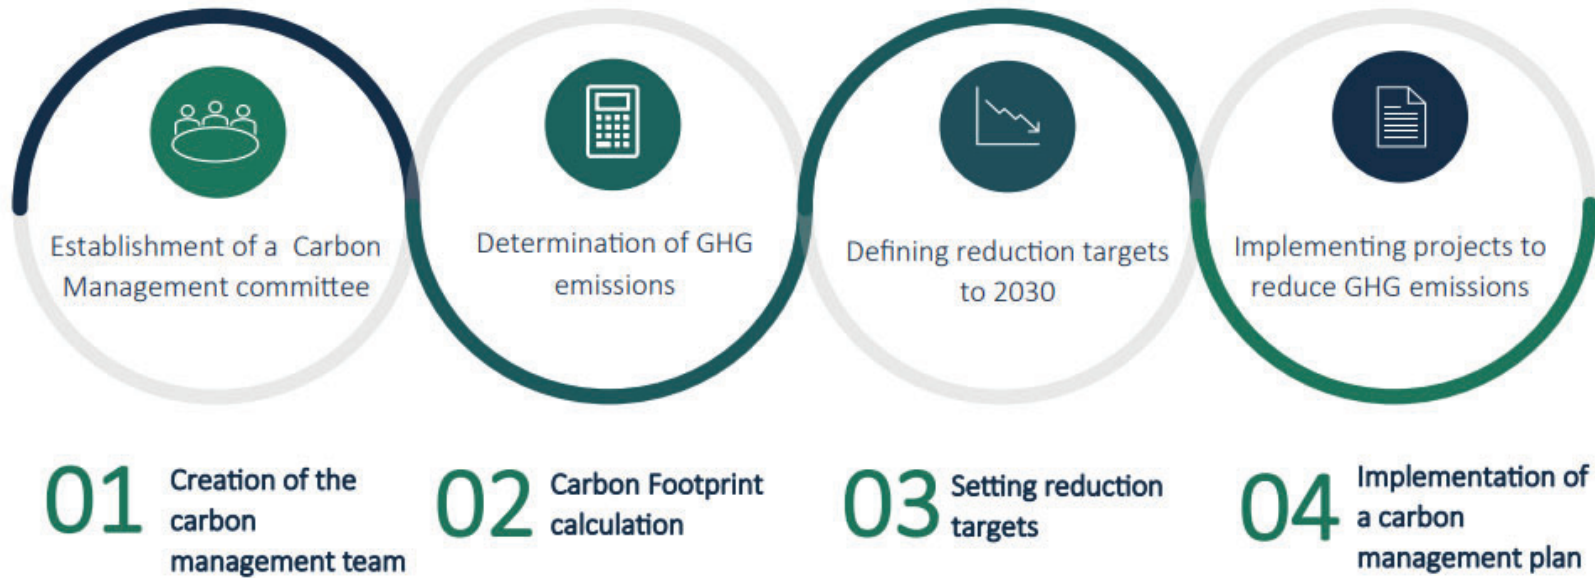 Establishment of a Carbon
Management committee
Determination of GHG
emissions
Defining reduction targets
to 2030
Implementing projects to
reduce GHG emissions
01
Creation of the
carbon
management team
02
Carbon Footprint
calculation
03
Setting reduction
targets
04
Implementation of
a carbon
management plan